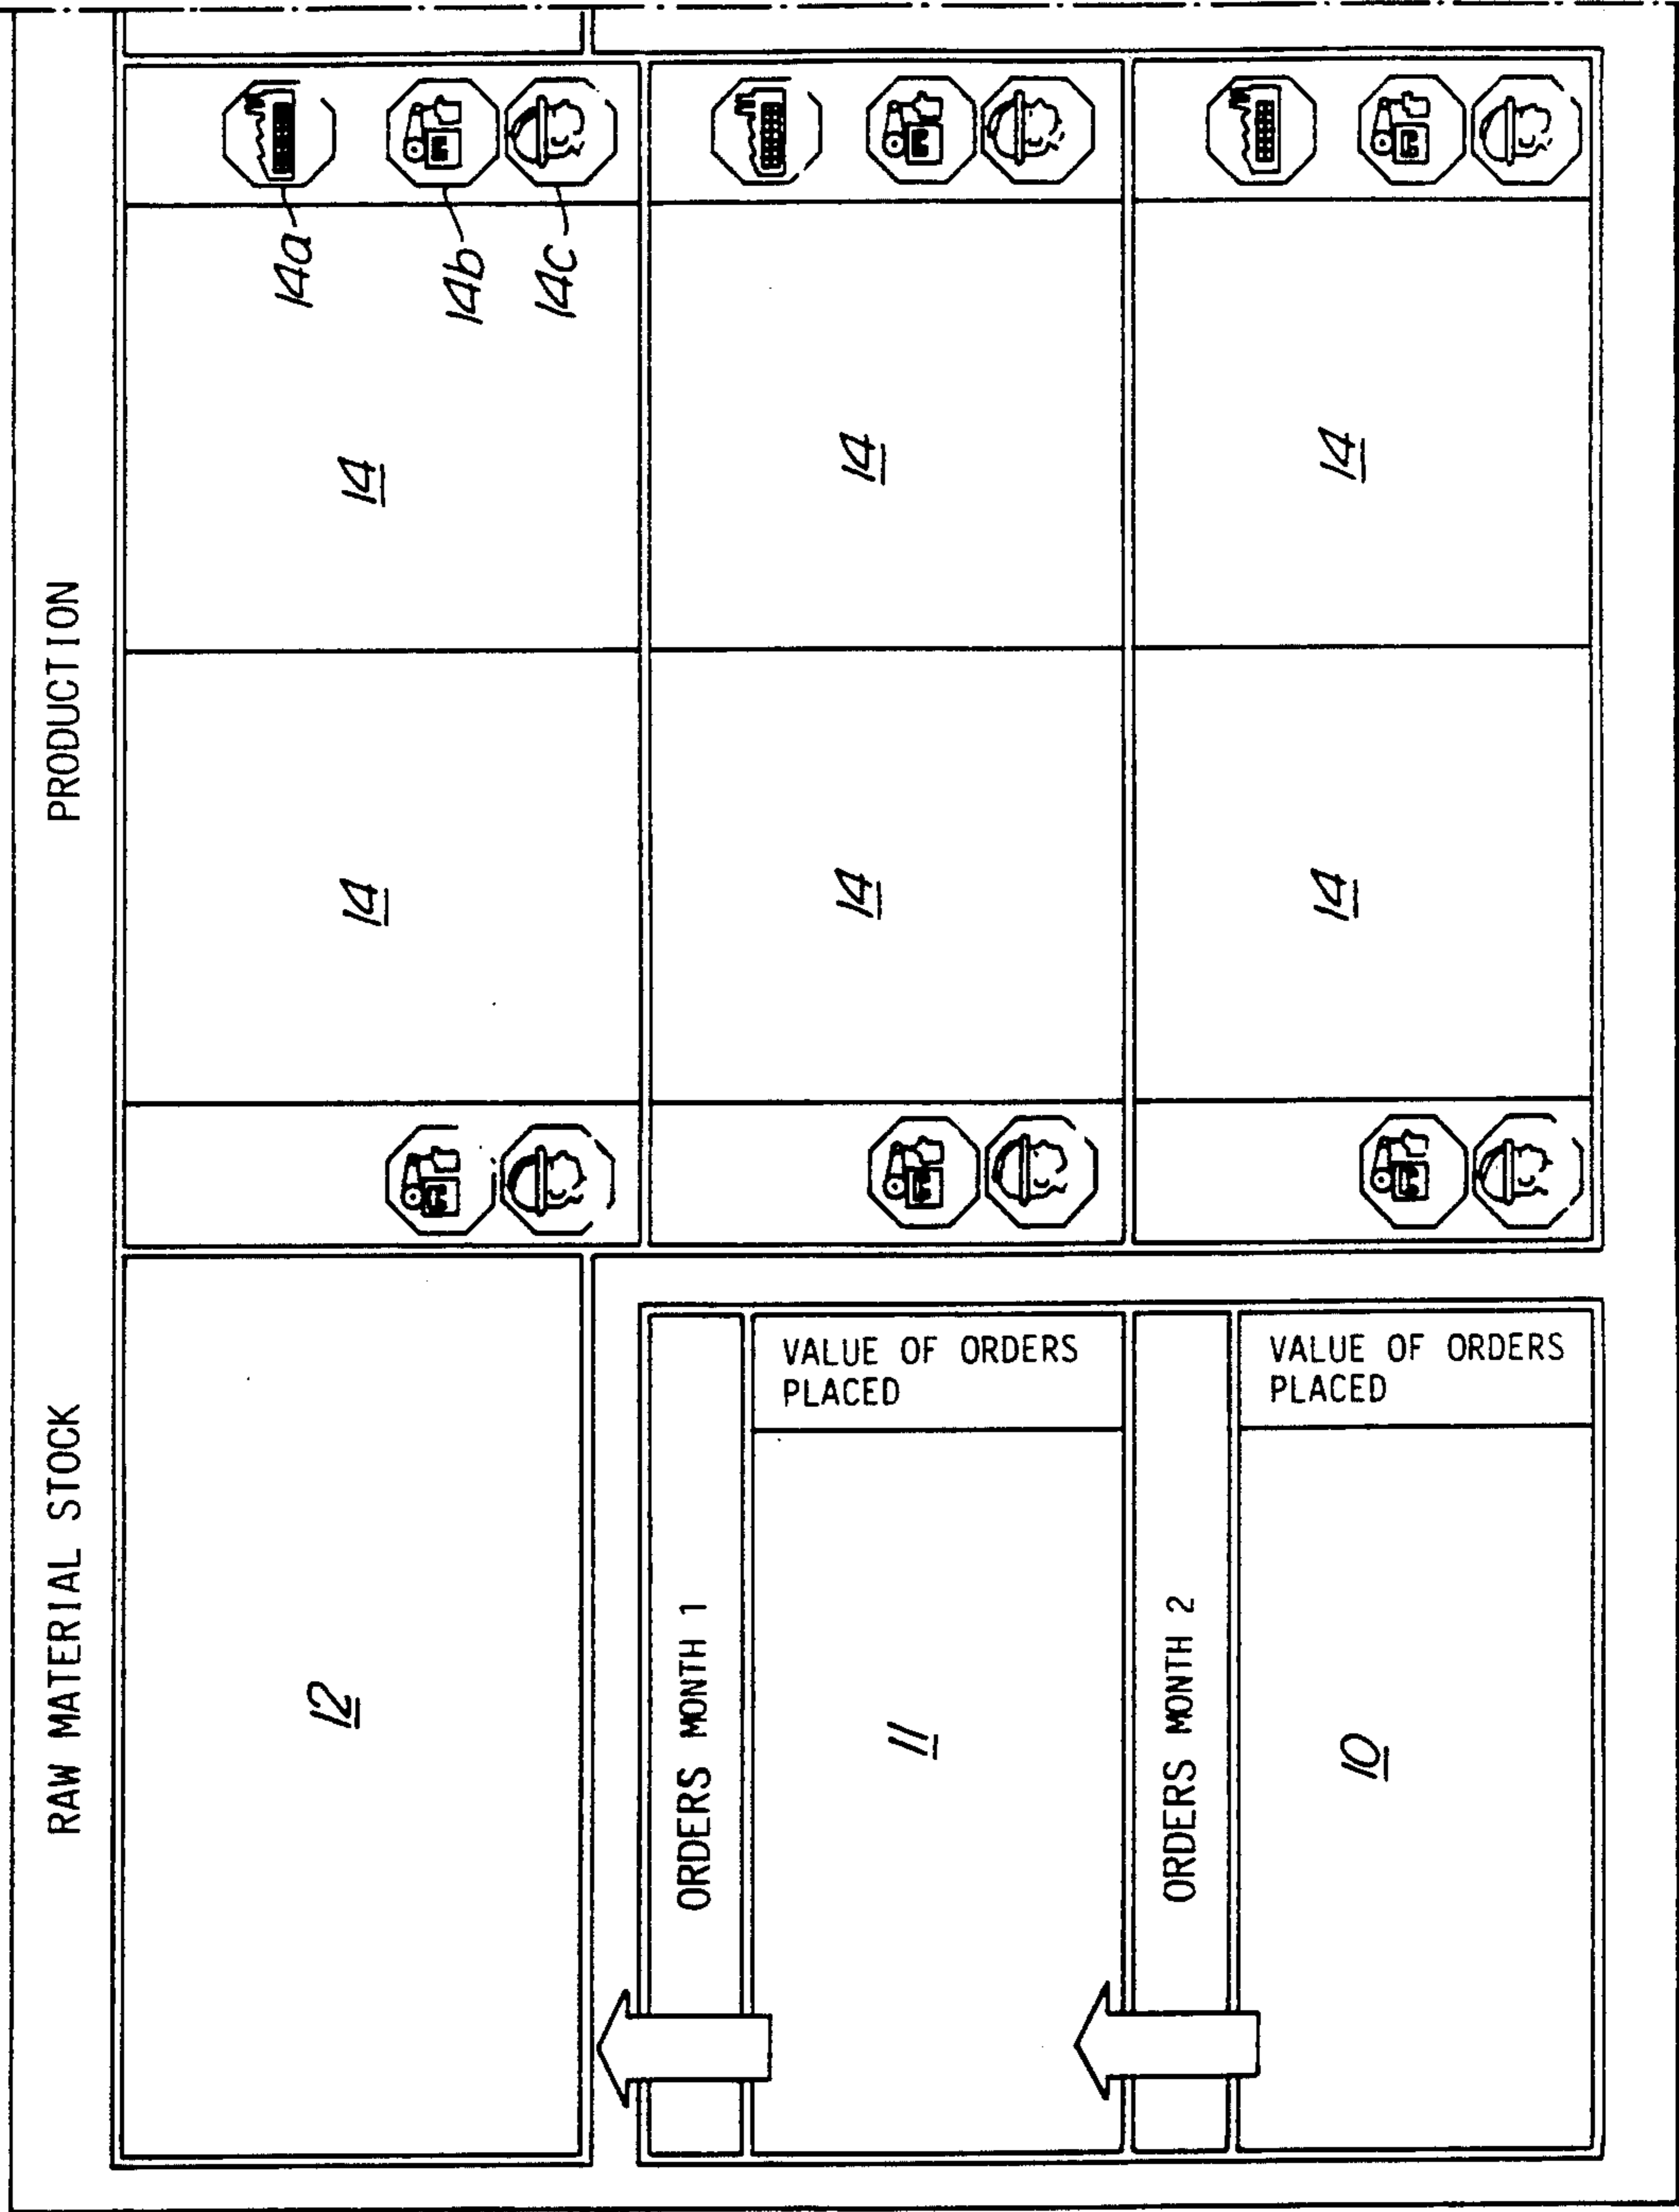 RAW MATERIAL STOCK
PRODUCTION
12
14
14
14a
14b
14c
ORDERS MONTH 1
VALUE OF ORDERS
PLACED
11
14
14
ORDERS MONTH 2
VALUE OF ORDERS
PLACED
10
14
14